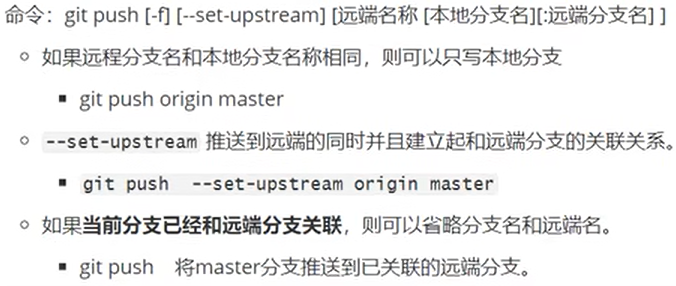 命令：git push [-f] [--set-upstream] [远端名称 [本地分支名][:远端分支名] ]
如果远程分支名和本地分支名称相同，则可以只写本地分支
git push origin master
--set-upstream 推送到远端的同时并且建立起和远端分支的关联关系。
git push  --set-upstream origin master
如果当前分支已经和远端分支关联，则可以省略分支名和远端名。
git push    将master分支推送到已关联的远端分支。